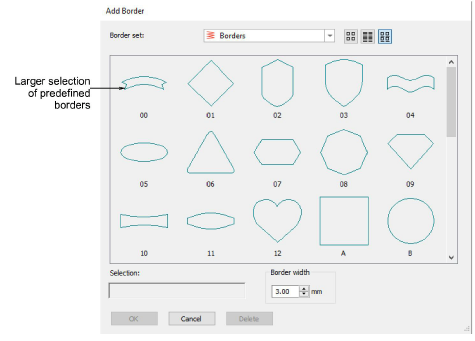 Add Border
Border set:
Borders
Larger selection
of predefined
borders
00 01 02 03 04
05 06 07 08 09
10 11 12 A B
Selection:
Border width
3.00 mm
OK Cancel Delete